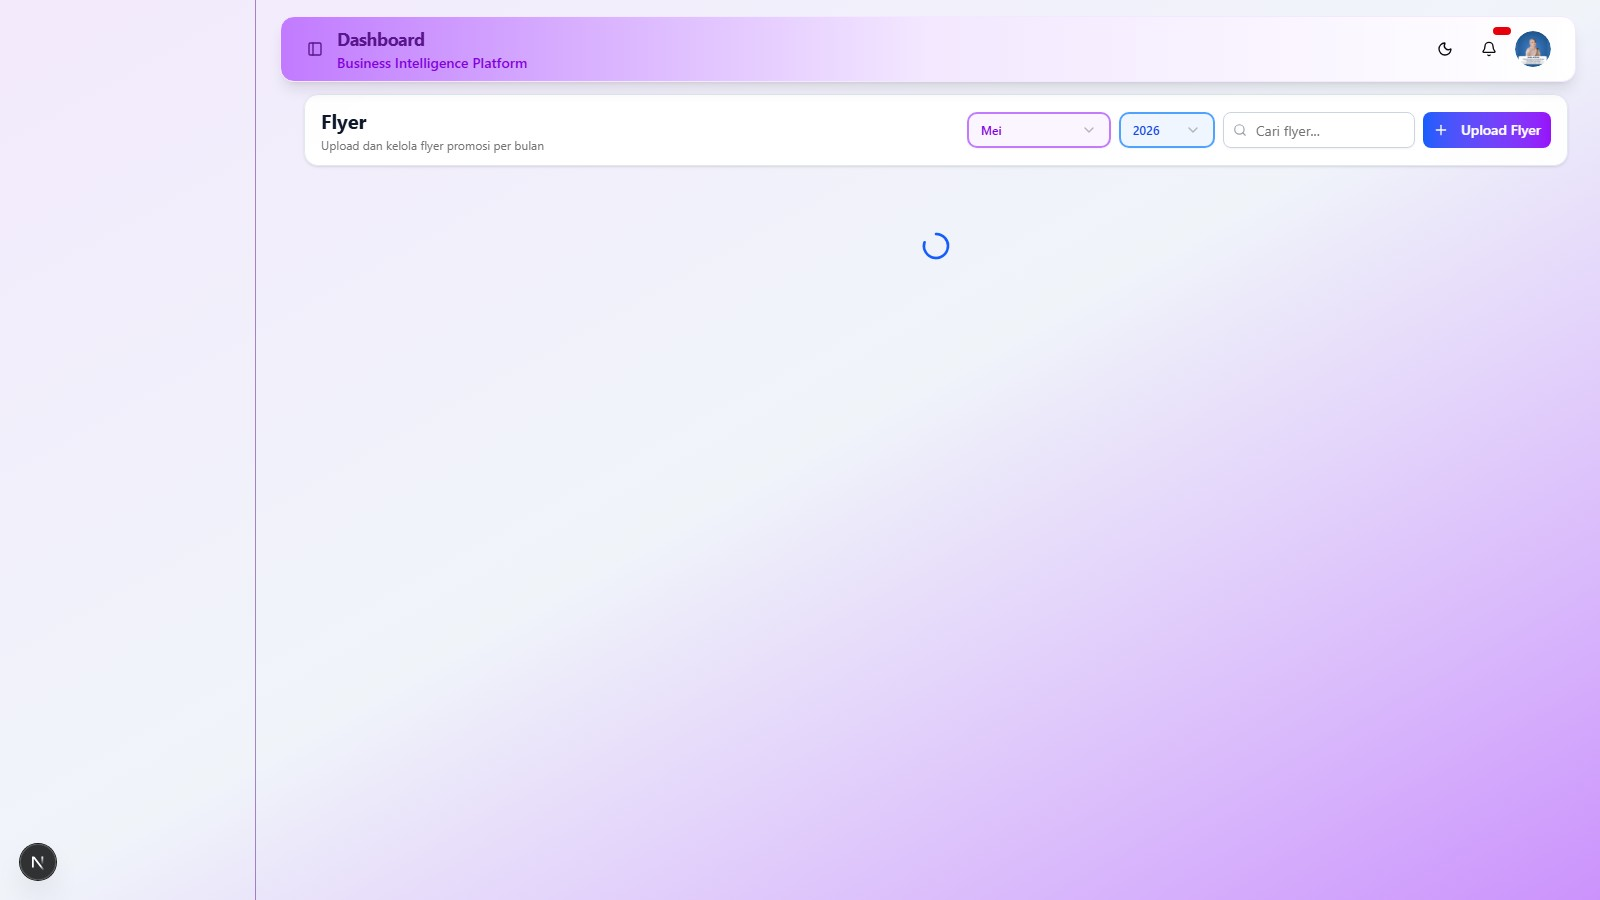 Dashboard
Business Intelligence Platform
Flyer
Upload dan kelola flyer promosi per bulan
Mei
2026
Cari flyer...
Upload Flyer
N